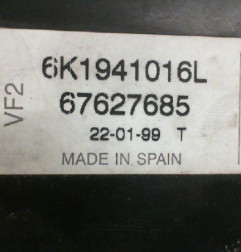 VF2
6K1941016L
67627685
22-01-99 T
MADE IN SPAIN